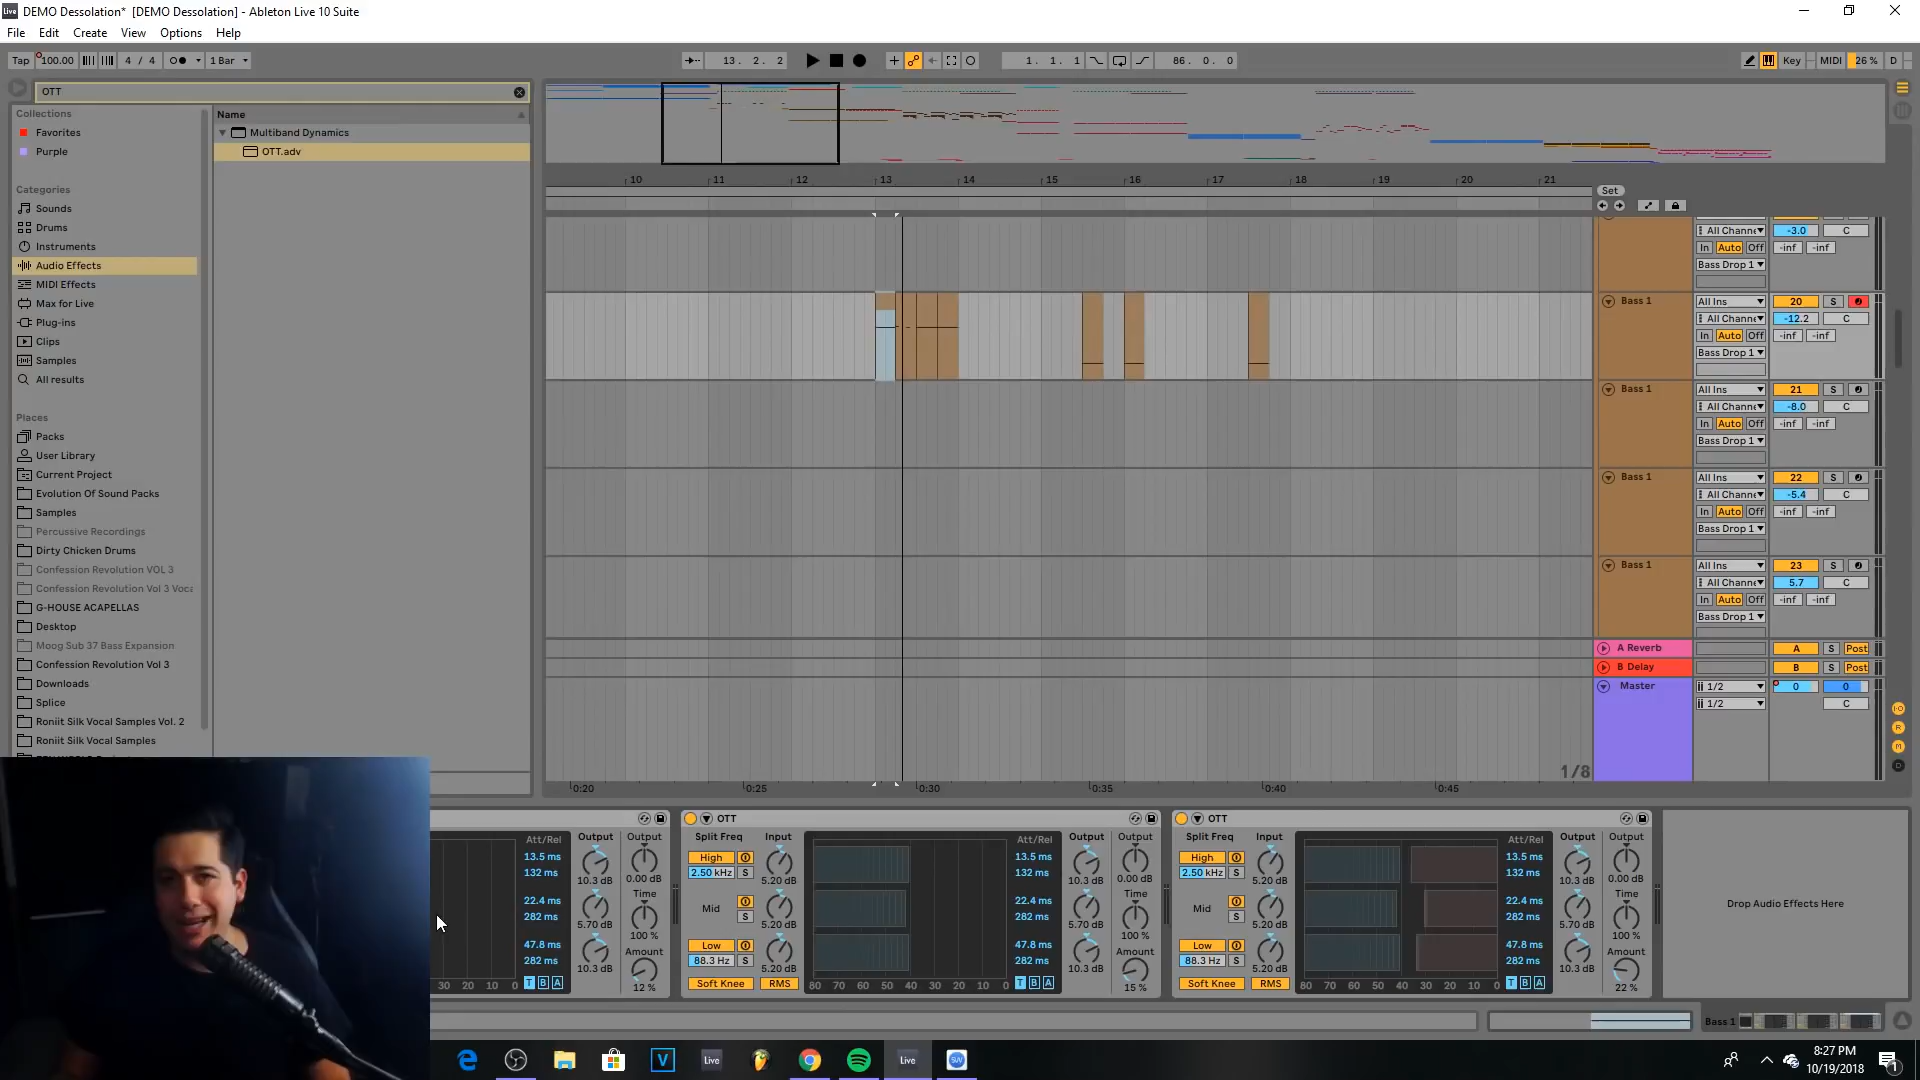 DEMO Dessolation* [DEMO Dessolation] - Ableton Live 10 Suite
File Edit Create View Options Help
Tap 100.00 4 / 4 1 Bar 13. 2. 2 1. 1. 1 86. 0. 0 Key MIDI 26 % D
OTT
Collections
Favorites
Purple
Categories
Sounds
Drums
Instruments
Audio Effects
MIDI Effects
Max for Live
Plug-ins
Clips
Samples
All results
Places
Packs
User Library
Current Project
Evolution Of Sound Packs
Samples
Percussive Recordings
Dirty Chicken Drums
Confession Revolution VOL 3
Confession Revolution Vol 3 Voca
G-HOUSE ACAPELLAS
Desktop
Moog Sub 37 Bass Expansion
Confession Revolution Vol 3
Downloads
Splice
Roniit Silk Vocal Samples Vol. 2
Roniit Silk Vocal Samples
Name
Multiband Dynamics
OTT.adv
10 11 12 13 14 15 16 17 18 19 20 21
Set
All Channe -3.0 C
In Auto Off -inf -inf
Bass Drop 1
Bass 1 All Ins 20 S
All Channe -12.2 C
In Auto Off -inf -inf
Bass Drop 1
Bass 1 All Ins 21 S
All Channe -8.0 C
In Auto Off -inf -inf
Bass Drop 1
Bass 1 All Ins 22 S
All Channe -5.4 C
In Auto Off -inf -inf
Bass Drop 1
Bass 1 All Ins 23 S
All Channe 5.7 C
In Auto Off -inf -inf
Bass Drop 1
A Reverb A S Post
B Delay B S Post
Master 1/2 0 0
1/2 C
1/8
0:20 0:25 0:30 0:35 0:40 0:45
Att/Rel Output Output
13.5 ms
132 ms 10.3 dB 0.00 dB
Time
22.4 ms
282 ms 5.70 dB 100 %
47.8 ms Amount
282 ms 10.3 dB
30 20 10 0 T B A 12 %
OTT
Split Freq Input Att/Rel Output Output
High 13.5 ms
2.50 kHz S 5.20 dB 132 ms 10.3 dB 0.00 dB
Time
Mid 22.4 ms
S 5.20 dB 282 ms 5.70 dB 100 %
Low 47.8 ms Amount
88.3 Hz S 5.20 dB 282 ms 10.3 dB
Soft Knee RMS 80 70 60 50 40 30 20 10 0 T B A 15 %
OTT
Split Freq Input Att/Rel Output Output
High 13.5 ms
2.50 kHz S 5.20 dB 132 ms 10.3 dB 0.00 dB
Time
Mid 22.4 ms
S 5.20 dB 282 ms 5.70 dB 100 %
Low 47.8 ms Amount
88.3 Hz S 5.20 dB 282 ms 10.3 dB
Soft Knee RMS 80 70 60 50 40 30 20 10 0 T B A 22 %
Drop Audio Effects Here
Bass 1
Live Live
8:27 PM
10/19/2018